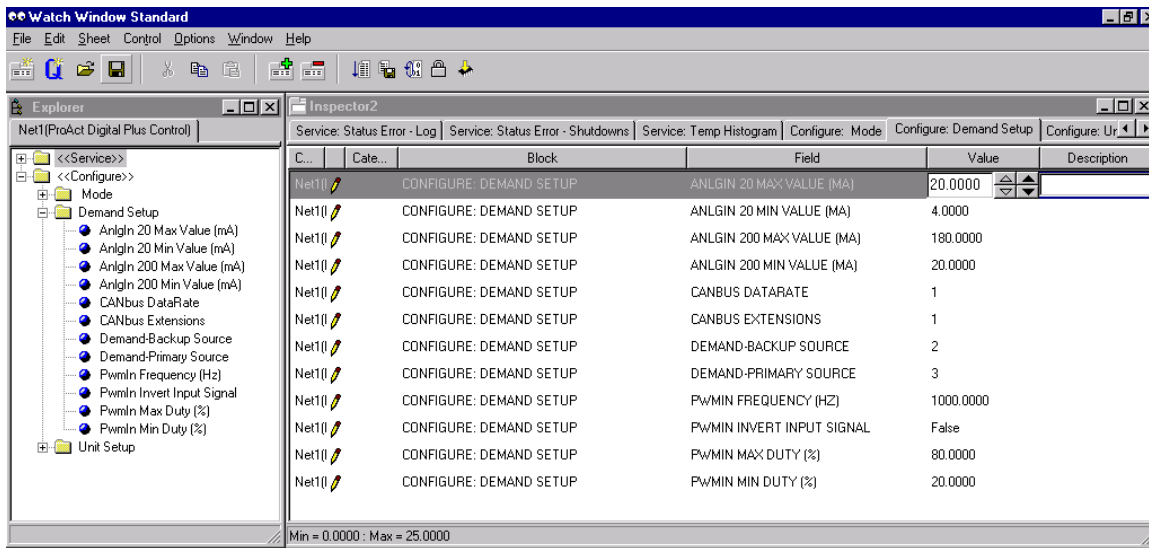 Watch Window Standard
File Edit Sheet Control Options Window Help
Explorer
Net1(ProAct Digital Plus Control)
<<Service>>
<<Configure>>
Mode
Demand Setup
AnlgIn 20 Max Value (mA)
AnlgIn 20 Min Value (mA)
AnlgIn 200 Max Value (mA)
AnlgIn 200 Min Value (mA)
CANbus DataRate
CANbus Extensions
Demand-Backup Source
Demand-Primary Source
PwmIn Frequency (Hz)
PwmIn Invert Input Signal
PwmIn Max Duty (%)
PwmIn Min Duty (%)
Unit Setup
Inspector2
Service: Status Error - Log Service: Status Error - Shutdowns Service: Temp Histogram Configure: Mode Configure: Demand Setup Configure: Ur
C... Cate... Block Field Value Description
Net1(I CONFIGURE: DEMAND SETUP ANLGIN 20 MAX VALUE (MA) 20.0000
Net1(I CONFIGURE: DEMAND SETUP ANLGIN 20 MIN VALUE (MA) 4.0000
Net1(I CONFIGURE: DEMAND SETUP ANLGIN 200 MAX VALUE (MA) 180.0000
Net1(I CONFIGURE: DEMAND SETUP ANLGIN 200 MIN VALUE (MA) 20.0000
Net1(I CONFIGURE: DEMAND SETUP CANBUS DATARATE 1
Net1(I CONFIGURE: DEMAND SETUP CANBUS EXTENSIONS 1
Net1(I CONFIGURE: DEMAND SETUP DEMAND-BACKUP SOURCE 2
Net1(I CONFIGURE: DEMAND SETUP DEMAND-PRIMARY SOURCE 3
Net1(I CONFIGURE: DEMAND SETUP PWMIN FREQUENCY (HZ) 1000.0000
Net1(I CONFIGURE: DEMAND SETUP PWMIN INVERT INPUT SIGNAL False
Net1(I CONFIGURE: DEMAND SETUP PWMIN MAX DUTY (%) 80.0000
Net1(I CONFIGURE: DEMAND SETUP PWMIN MIN DUTY (%) 20.0000
Min = 0.0000 : Max = 25.0000